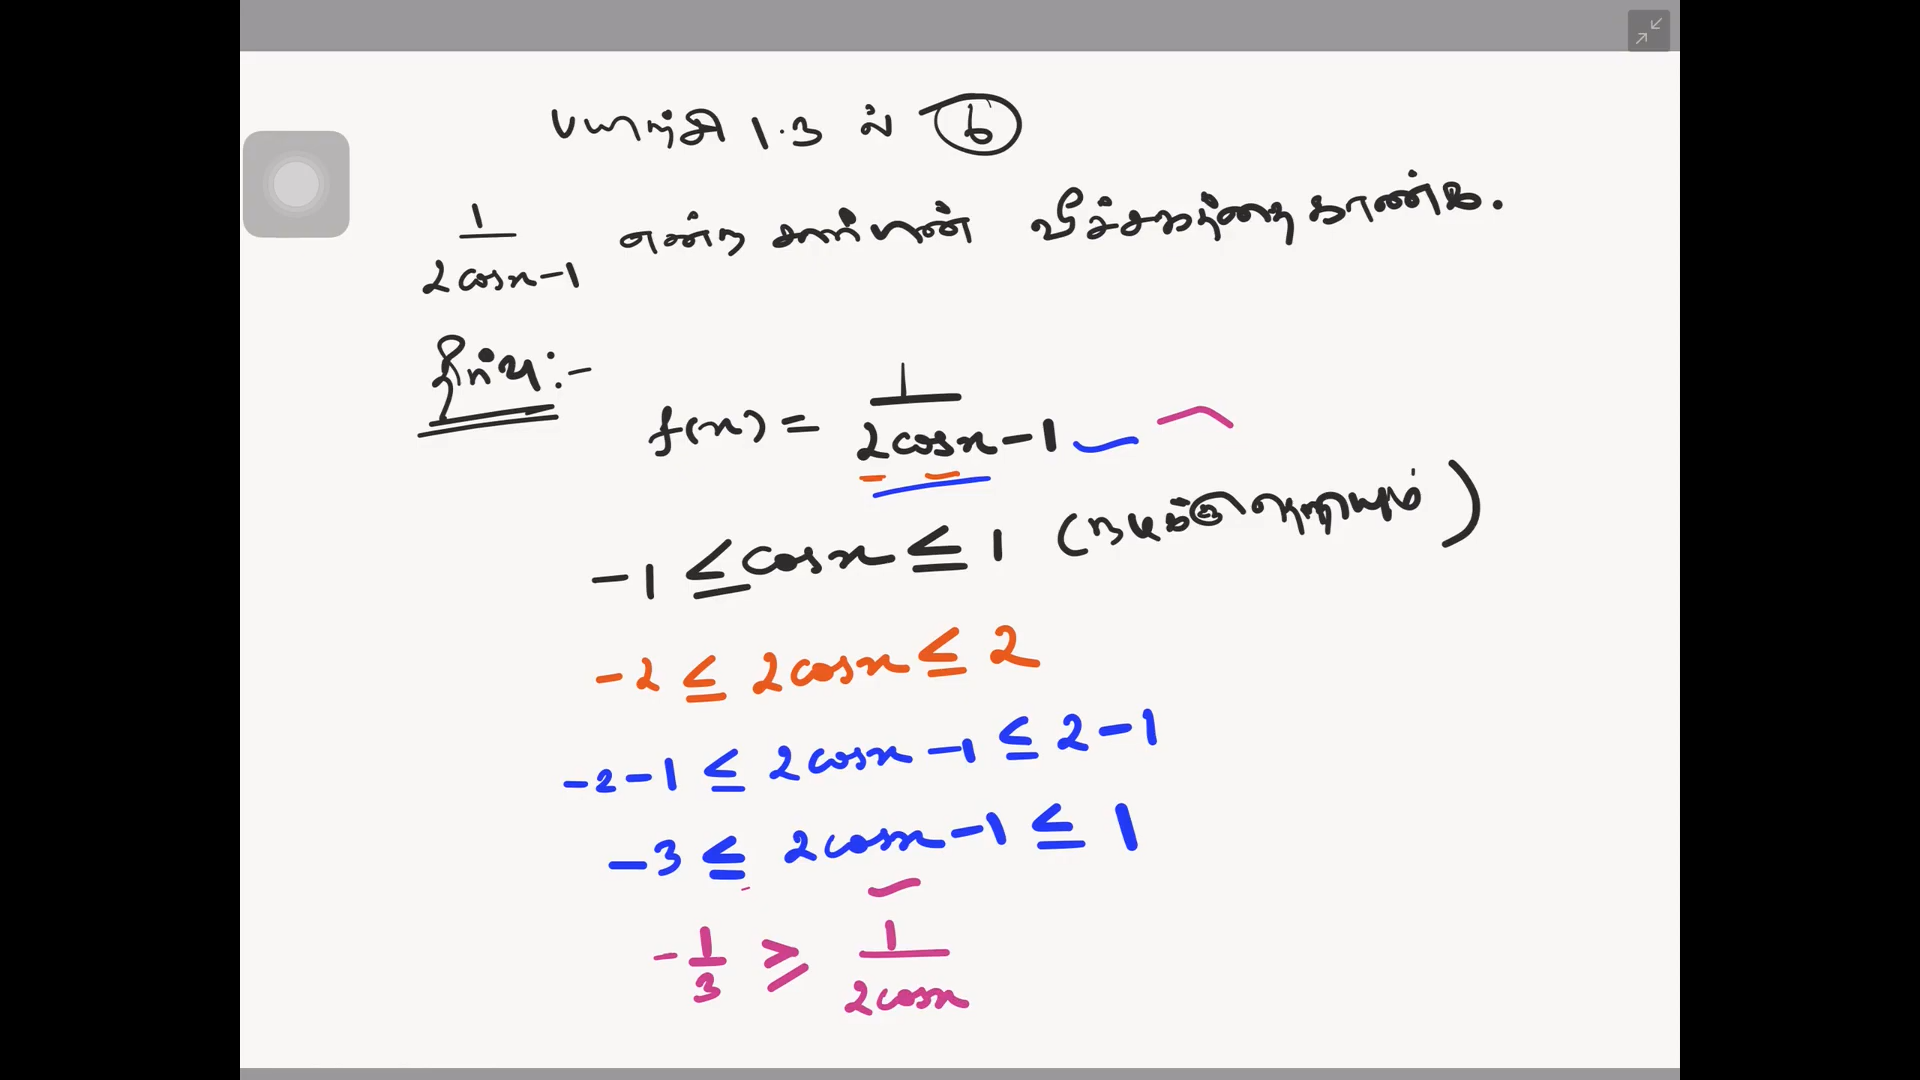 பயிற்சி 1.3 ல் 6
1/(2cosx-1) என்ற சார்பின் வீச்சகத்தை காண்க.
தீர்வு:-
f(x) = 1/(2cosx-1)
-1 ≤ cosx ≤ 1 (நமக்கு தெரியும்)
-2 ≤ 2cosx ≤ 2
-2-1 ≤ 2cosx-1 ≤ 2-1
-3 ≤ 2cosx-1 ≤ 1
-1/3 ≥ 1/2cosx